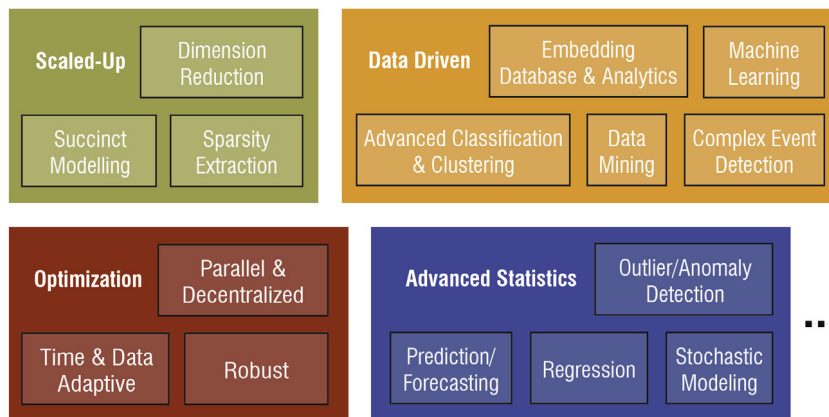 Scaled-Up
Dimension
Reduction
Succinct
Modelling
Sparsity
Extraction
Data Driven
Embedding
Database & Analytics
Machine
Learning
Advanced Classification
& Clustering
Data
Mining
Complex Event
Detection
Optimization
Parallel &
Decentralized
Time & Data
Adaptive
Robust
Advanced Statistics
Outlier/Anomaly
Detection
Prediction/
Forecasting
Regression
Stochastic
Modeling
..